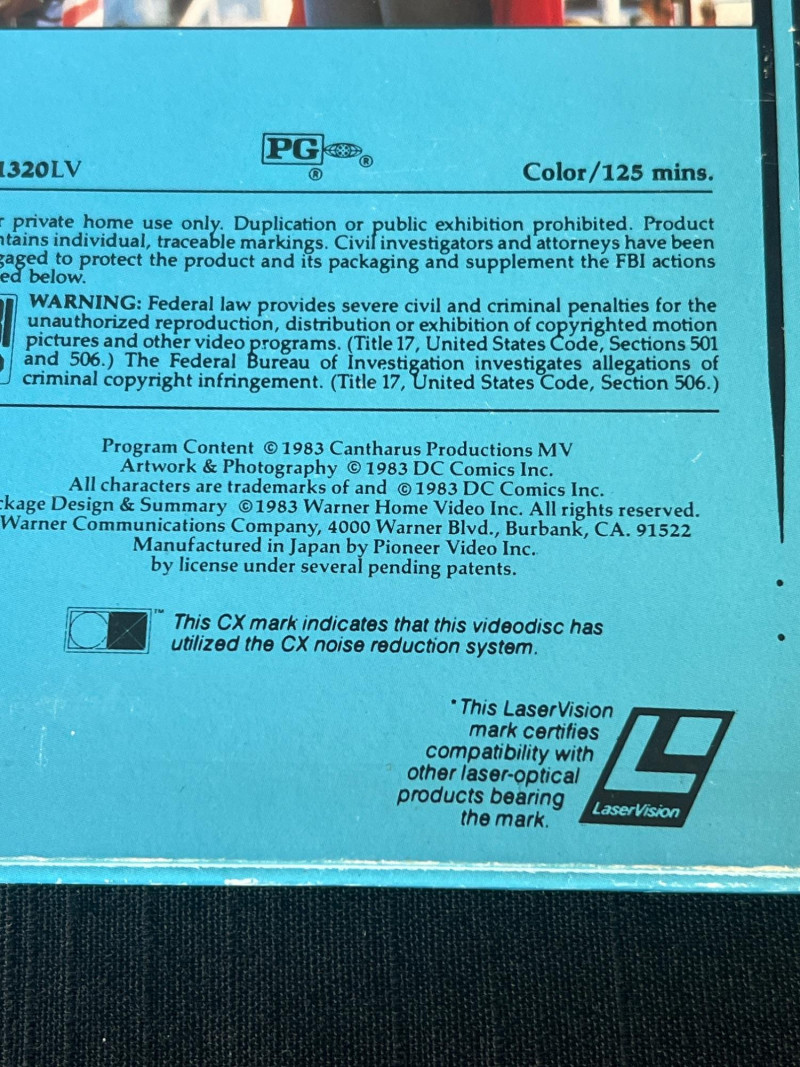 PG ®
®
1320LV
Color/125 mins.
private home use only. Duplication or public exhibition prohibited. Product
individual, traceable markings. Civil investigators and attorneys have been
to protect the product and its packaging and supplement the FBI actions
below.
WARNING: Federal law provides severe civil and criminal penalties for the
unauthorized reproduction, distribution or exhibition of copyrighted motion
pictures and other video programs. (Title 17, United States Code, Sections 501
and 506.) The Federal Bureau of Investigation investigates allegations of
criminal copyright infringement. (Title 17, United States Code, Section 506.)
Program Content © 1983 Cantharus Productions MV
Artwork & Photography © 1983 DC Comics Inc.
All characters are trademarks of and © 1983 DC Comics Inc.
Design & Summary © 1983 Warner Home Video Inc. All rights reserved.
Warner Communications Company, 4000 Warner Blvd., Burbank, CA. 91522
Manufactured in Japan by Pioneer Video Inc.
by license under several pending patents.
™ This CX mark indicates that this videodisc has
utilized the CX noise reduction system.
*This LaserVision
mark certifies
compatibility with
other laser-optical
products bearing
the mark.
LaserVision